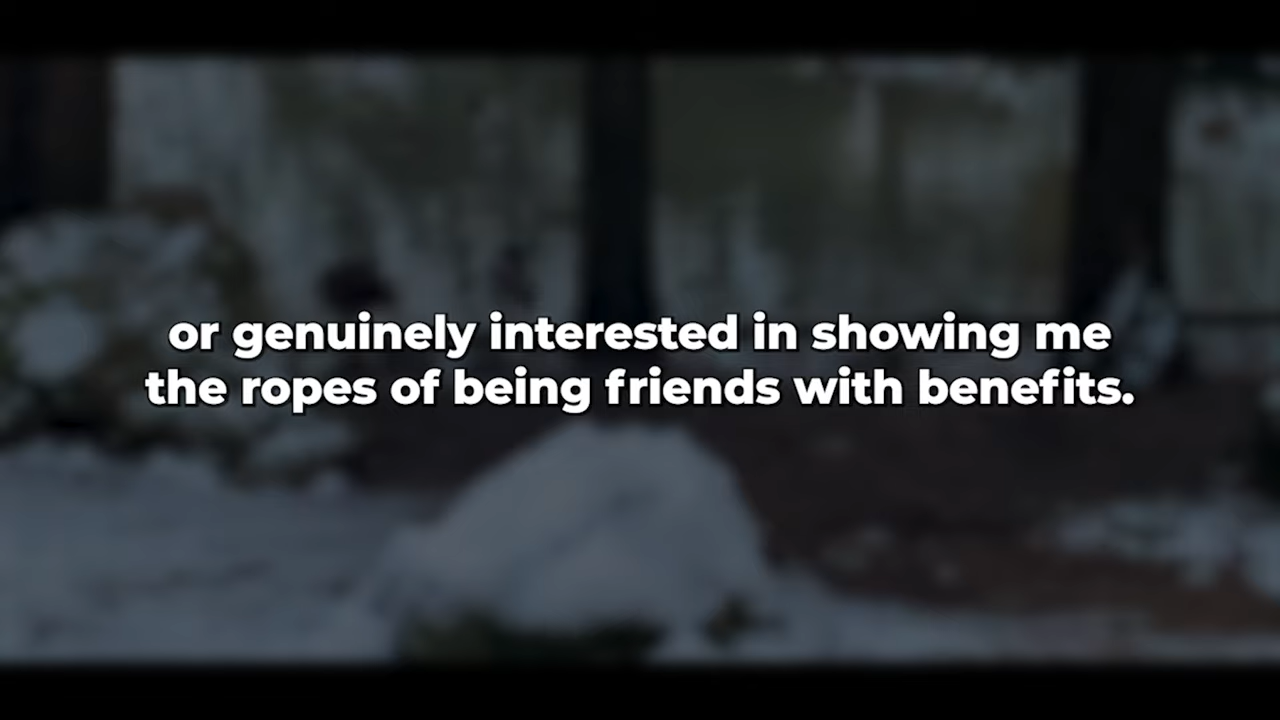 or genuinely interested in showing me
the ropes of being friends with benefits.